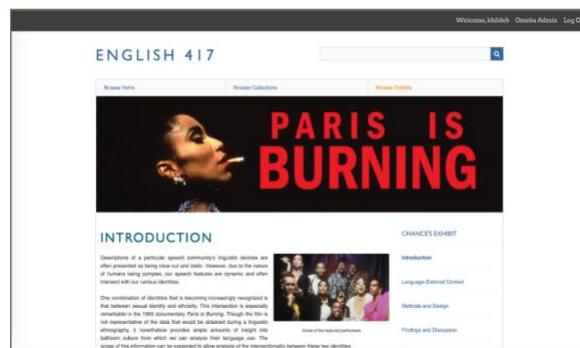 Welcome, khildeb Omeka Admin Log O
ENGLISH 417
Browse Items Browse Collections Browse Exhibits
PARIS IS
BURNING
INTRODUCTION
Descriptions of a particular speech community's linguistic devices are
often presented as being clear-cut and static. However, due to the nature
of humans being complex, our speech features are dynamic and often
intersect with our various identities.
One combination of identities that is becoming increasingly recognized is
that between sexual identity and ethnicity. This intersection is especially
remarkable in the 1990 documentary Paris is Burning. Though the film is
not representative of the data that would be obtained during a linguistic
ethnography, it nonetheless provides ample amounts of insight into
ballroom culture from which we can analyze their language use. The
scope of this information can be expanded to allow analysis of the intersectionality between these two identities.
Some of the featured performers
CHANCE'S EXHIBIT
Introduction
Language-External Context
Methods and Design
Findings and Discussion